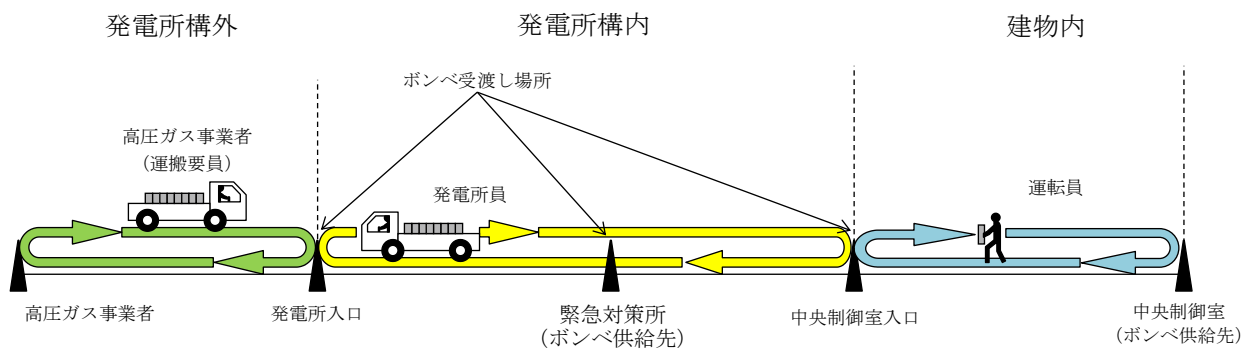 発電所構外
発電所構内
建物内
ボンベ受渡し場所
高圧ガス事業者
(運搬要員)
発電所員
運転員
高圧ガス事業者
発電所入口
緊急対策所
(ボンベ供給先)
中央制御室入口
中央制御室
(ボンベ供給先)